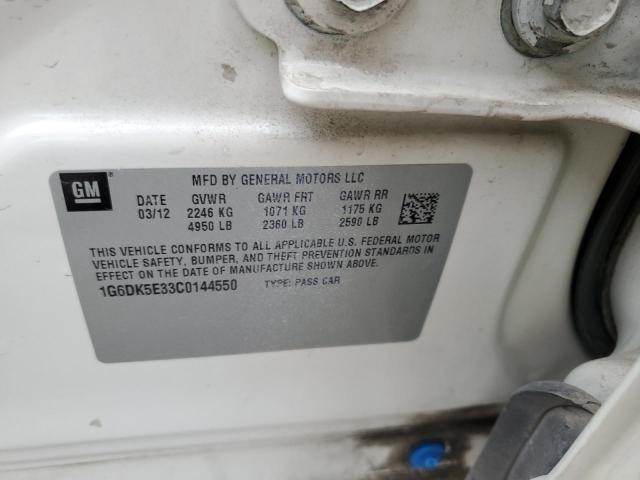 GM
MFD BY GENERAL MOTORS LLC
DATE GVWR GAWR FRT GAWR RR
03/12 2246 KG 1071 KG 1175 KG
4950 LB 2360 LB 2590 LB
THIS VEHICLE CONFORMS TO ALL APPLICABLE U.S. FEDERAL MOTOR
VEHICLE SAFETY, BUMPER, AND THEFT PREVENTION STANDARDS IN
EFFECT ON THE DATE OF MANUFACTURE SHOWN ABOVE.
1G6DK5E33C0144550 TYPE: PASS CAR